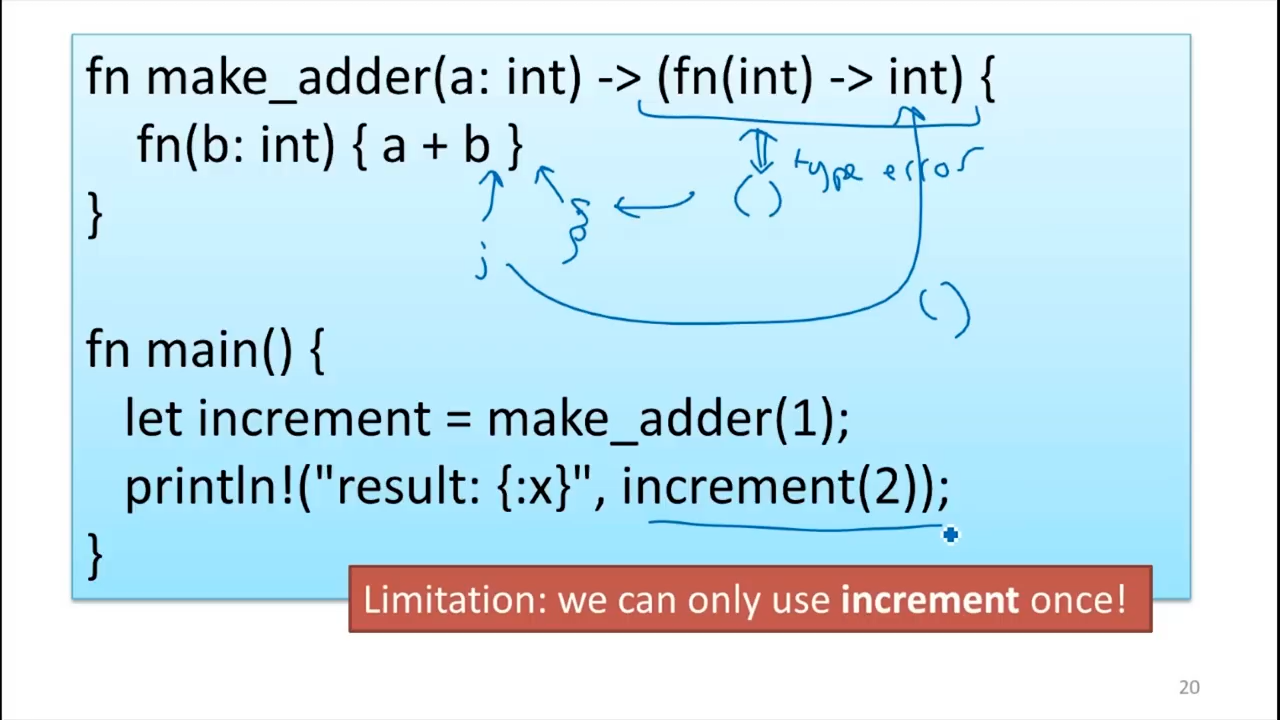 fn make_adder(a: int) -> (fn(int) -> int) {
fn(b: int) { a + b }
() type error
}
;
()
fn main() {
let increment = make_adder(1);
println!("result: {:x}", increment(2));
}
Limitation: we can only use increment once!
20